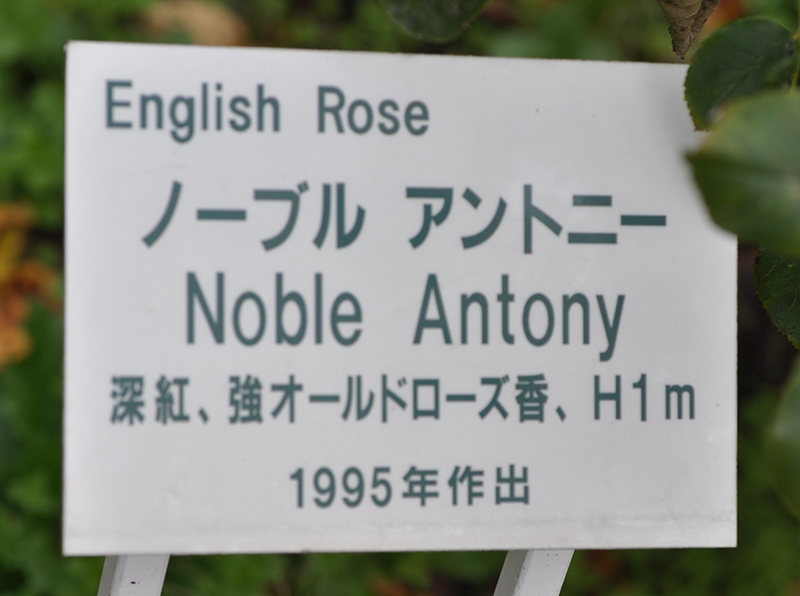 English Rose
ノーブル アントニー
Noble Antony
深紅、強オールドローズ香、H1m
1995年作出